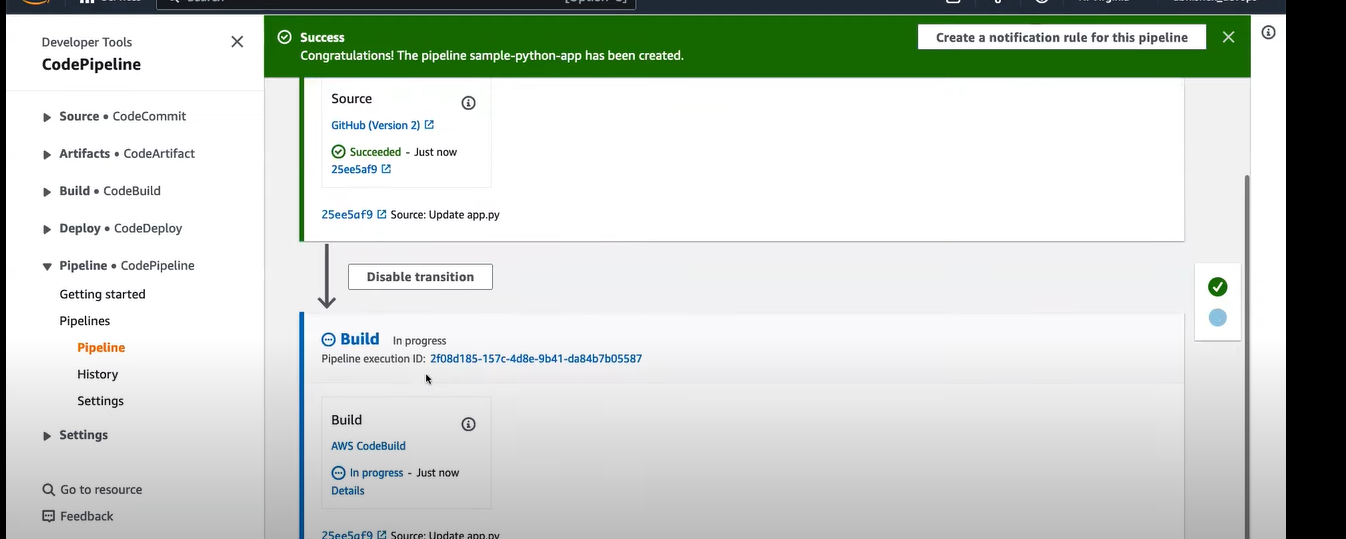 Developer Tools
CodePipeline
Source • CodeCommit
Artifacts • CodeArtifact
Build • CodeBuild
Deploy • CodeDeploy
Pipeline • CodePipeline
Getting started
Pipelines
Pipeline
History
Settings
Settings
Go to resource
Feedback
Success
Congratulations! The pipeline sample-python-app has been created.
Create a notification rule for this pipeline
Source
GitHub (Version 2)
Succeeded - Just now
25ee5af9
25ee5af9 Source: Update app.py
Disable transition
Build In progress
Pipeline execution ID: 2f08d185-157c-4d8e-9b41-da84b7b05587
Build
AWS CodeBuild
In progress - Just now
Details
25ee5af9 Source: Update app.py